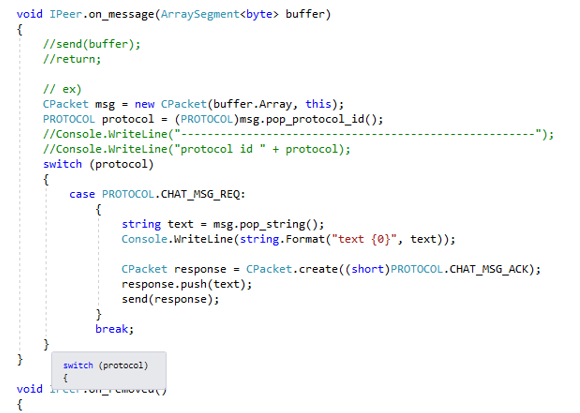 void IPeer.on_message(ArraySegment<byte> buffer)
{
//send(buffer);
//return;
// ex)
CPacket msg = new CPacket(buffer.Array, this);
PROTOCOL protocol = (PROTOCOL)msg.pop_protocol_id();
//Console.WriteLine("------------------------------------------------------");
//Console.WriteLine("protocol id " + protocol);
switch (protocol)
{
case PROTOCOL.CHAT_MSG_REQ:
{
string text = msg.pop_string();
Console.WriteLine(string.Format("text {0}", text));
CPacket response = CPacket.create((short)PROTOCOL.CHAT_MSG_ACK);
response.push(text);
send(response);
}
break;
}
}
switch (protocol)
{
void IPeer.on_removed()
{